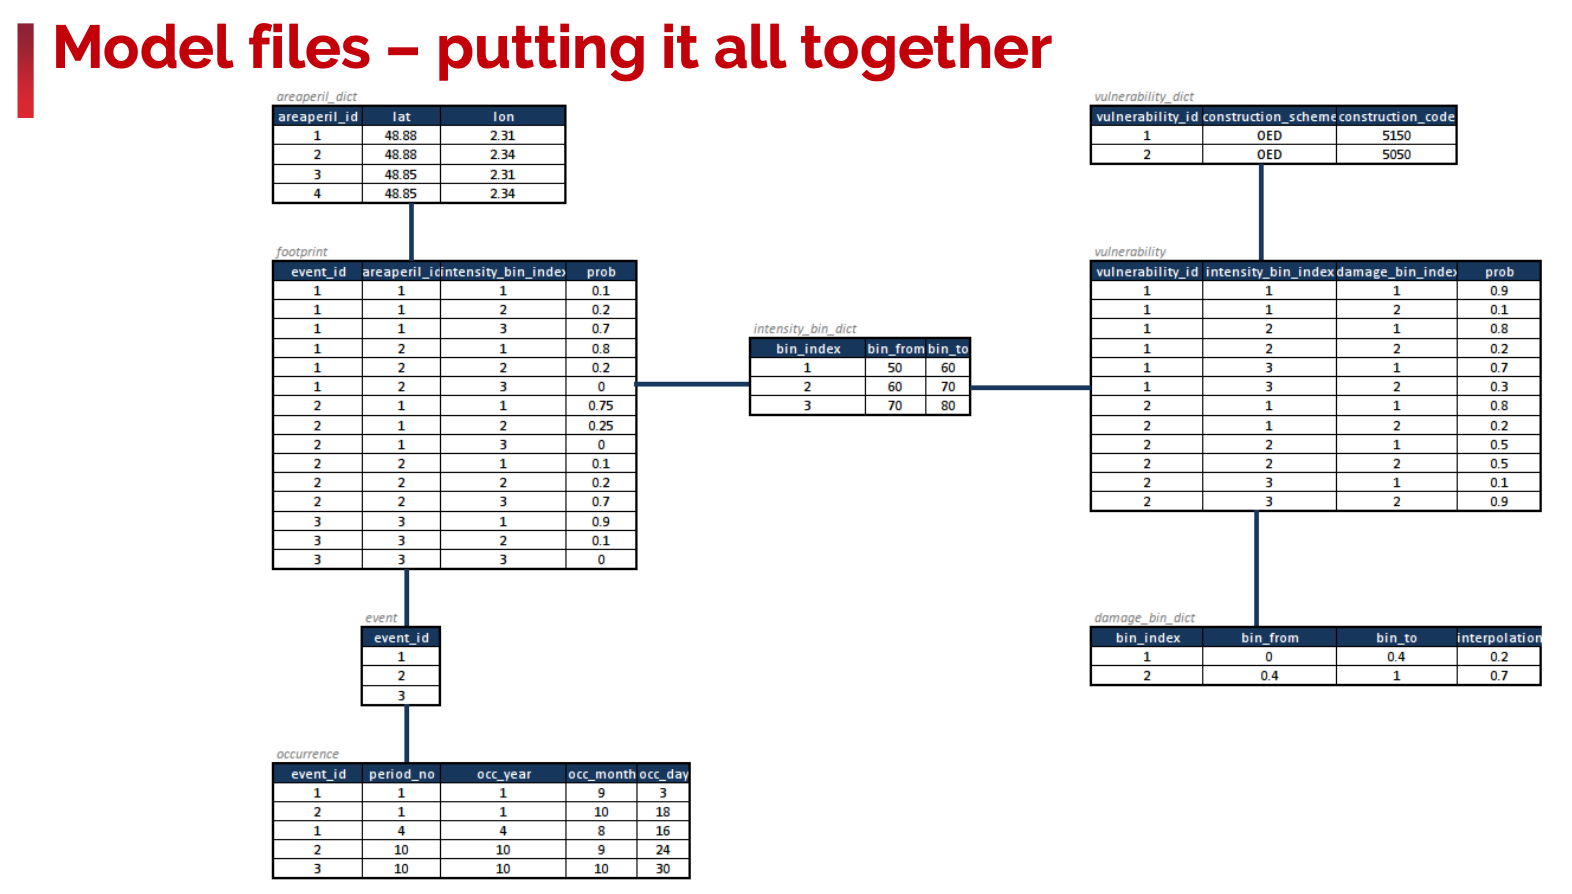 Model files – putting it all together
areaperil_dict
areaperil_id lat lon
1 48.88 2.31
2 48.88 2.34
3 48.85 2.31
4 48.85 2.34
footprint
event_id areaperil_id intensity_bin_index prob
1 1 1 0.1
1 1 2 0.2
1 1 3 0.7
1 2 1 0.8
1 2 2 0.2
1 2 3 0
2 1 1 0.75
2 1 2 0.25
2 1 3 0
2 2 1 0.1
2 2 2 0.2
2 2 3 0.7
3 3 1 0.9
3 3 2 0.1
3 3 3 0
event
event_id
1
2
3
occurrence
event_id period_no occ_year occ_month occ_day
1 1 1 9 3
2 1 1 10 18
1 4 4 8 16
2 10 10 9 24
3 10 10 10 30
intensity_bin_dict
bin_index bin_from bin_to
1 50 60
2 60 70
3 70 80
vulnerability_dict
vulnerability_id construction_scheme construction_code
1 OED 5150
2 OED 5050
vulnerability
vulnerability_id intensity_bin_index damage_bin_index prob
1 1 1 0.9
1 1 2 0.1
1 2 1 0.8
1 2 2 0.2
1 3 1 0.7
1 3 2 0.3
2 1 1 0.8
2 1 2 0.2
2 2 1 0.5
2 2 2 0.5
2 3 1 0.1
2 3 2 0.9
damage_bin_dict
bin_index bin_from bin_to interpolation
1 0 0.4 0.2
2 0.4 1 0.7